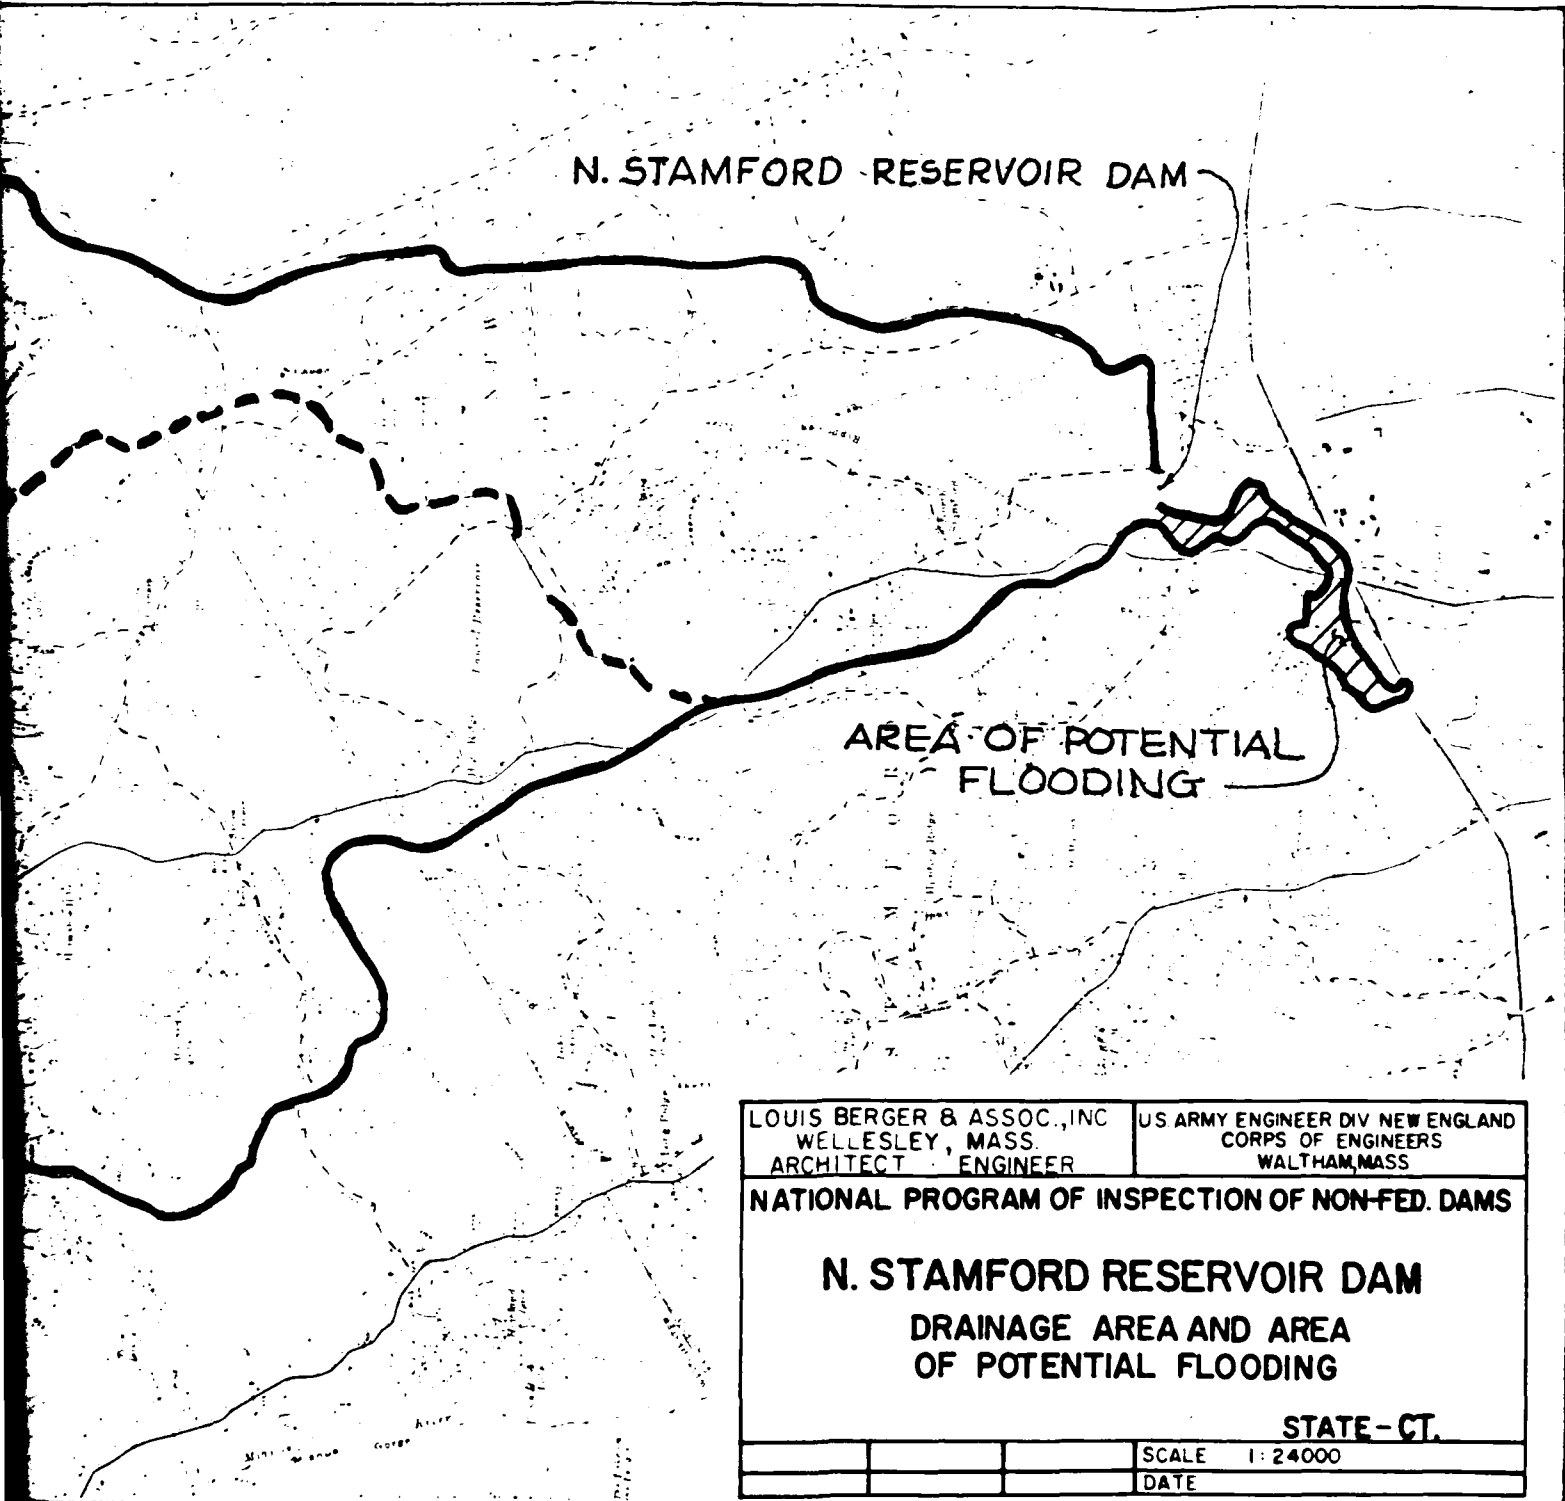 N. STAMFORD RESERVOIR DAM
AREA OF POTENTIAL
FLOODING
LOUIS BERGER & ASSOC., INC
WELLESLEY, MASS.
ARCHITECT ENGINEER
US ARMY ENGINEER DIV NEW ENGLAND
CORPS OF ENGINEERS
WALTHAM, MASS
NATIONAL PROGRAM OF INSPECTION OF NON-FED. DAMS
N. STAMFORD RESERVOIR DAM
DRAINAGE AREA AND AREA
OF POTENTIAL FLOODING
STATE - CT.
SCALE 1:24000
DATE